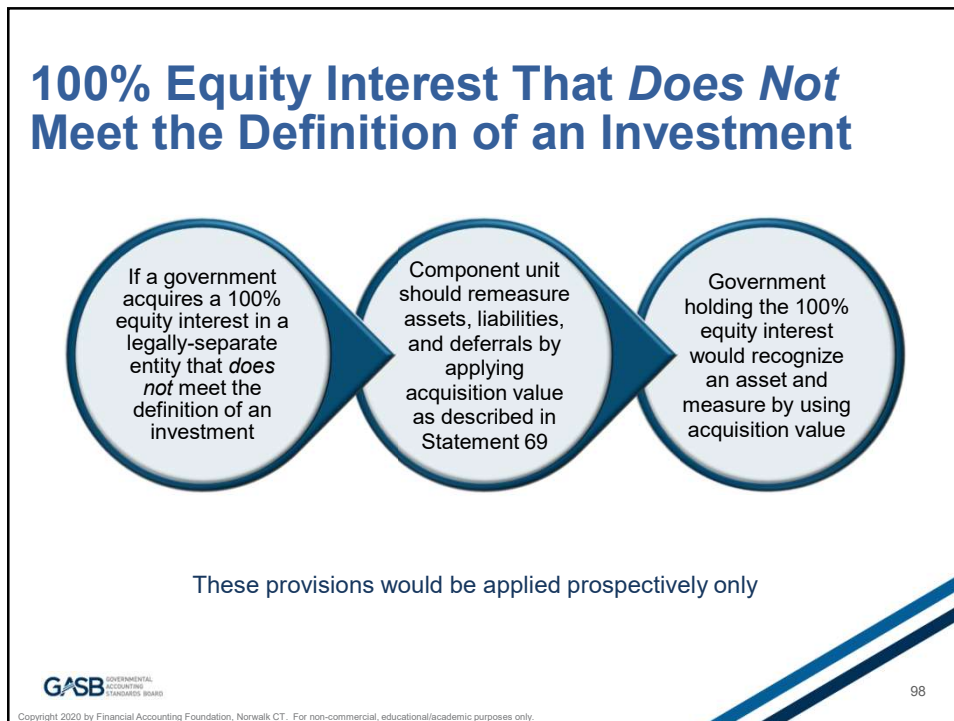 100% Equity Interest That Does Not
Meet the Definition of an Investment
If a government
acquires a 100%
equity interest in a
legally-separate
entity that does
not meet the
definition of an
investment
Component unit
should remeasure
assets, liabilities,
and deferrals by
applying
acquisition value
as described in
Statement 69
Government
holding the 100%
equity interest
would recognize
an asset and
measure by using
acquisition value
These provisions would be applied prospectively only
GASB GOVERNMENTAL
ACCOUNTING
STANDARDS BOARD
98
Copyright 2020 by Financial Accounting Foundation, Norwalk CT. For non-commercial, educational/academic purposes only.